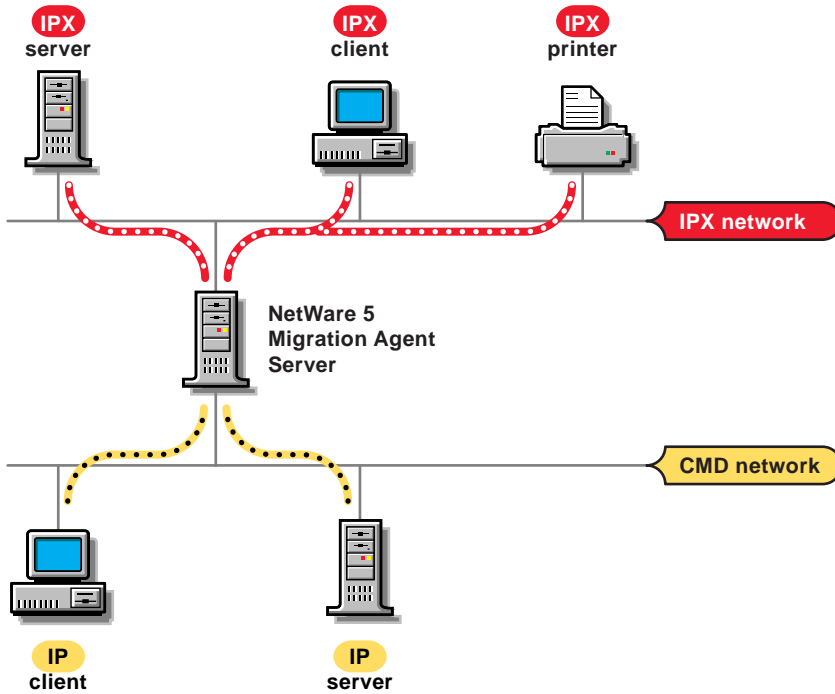 IPX
server
IPX
client
IPX
printer
IPX network
NetWare 5
Migration Agent
Server
CMD network
IP
client
IP
server